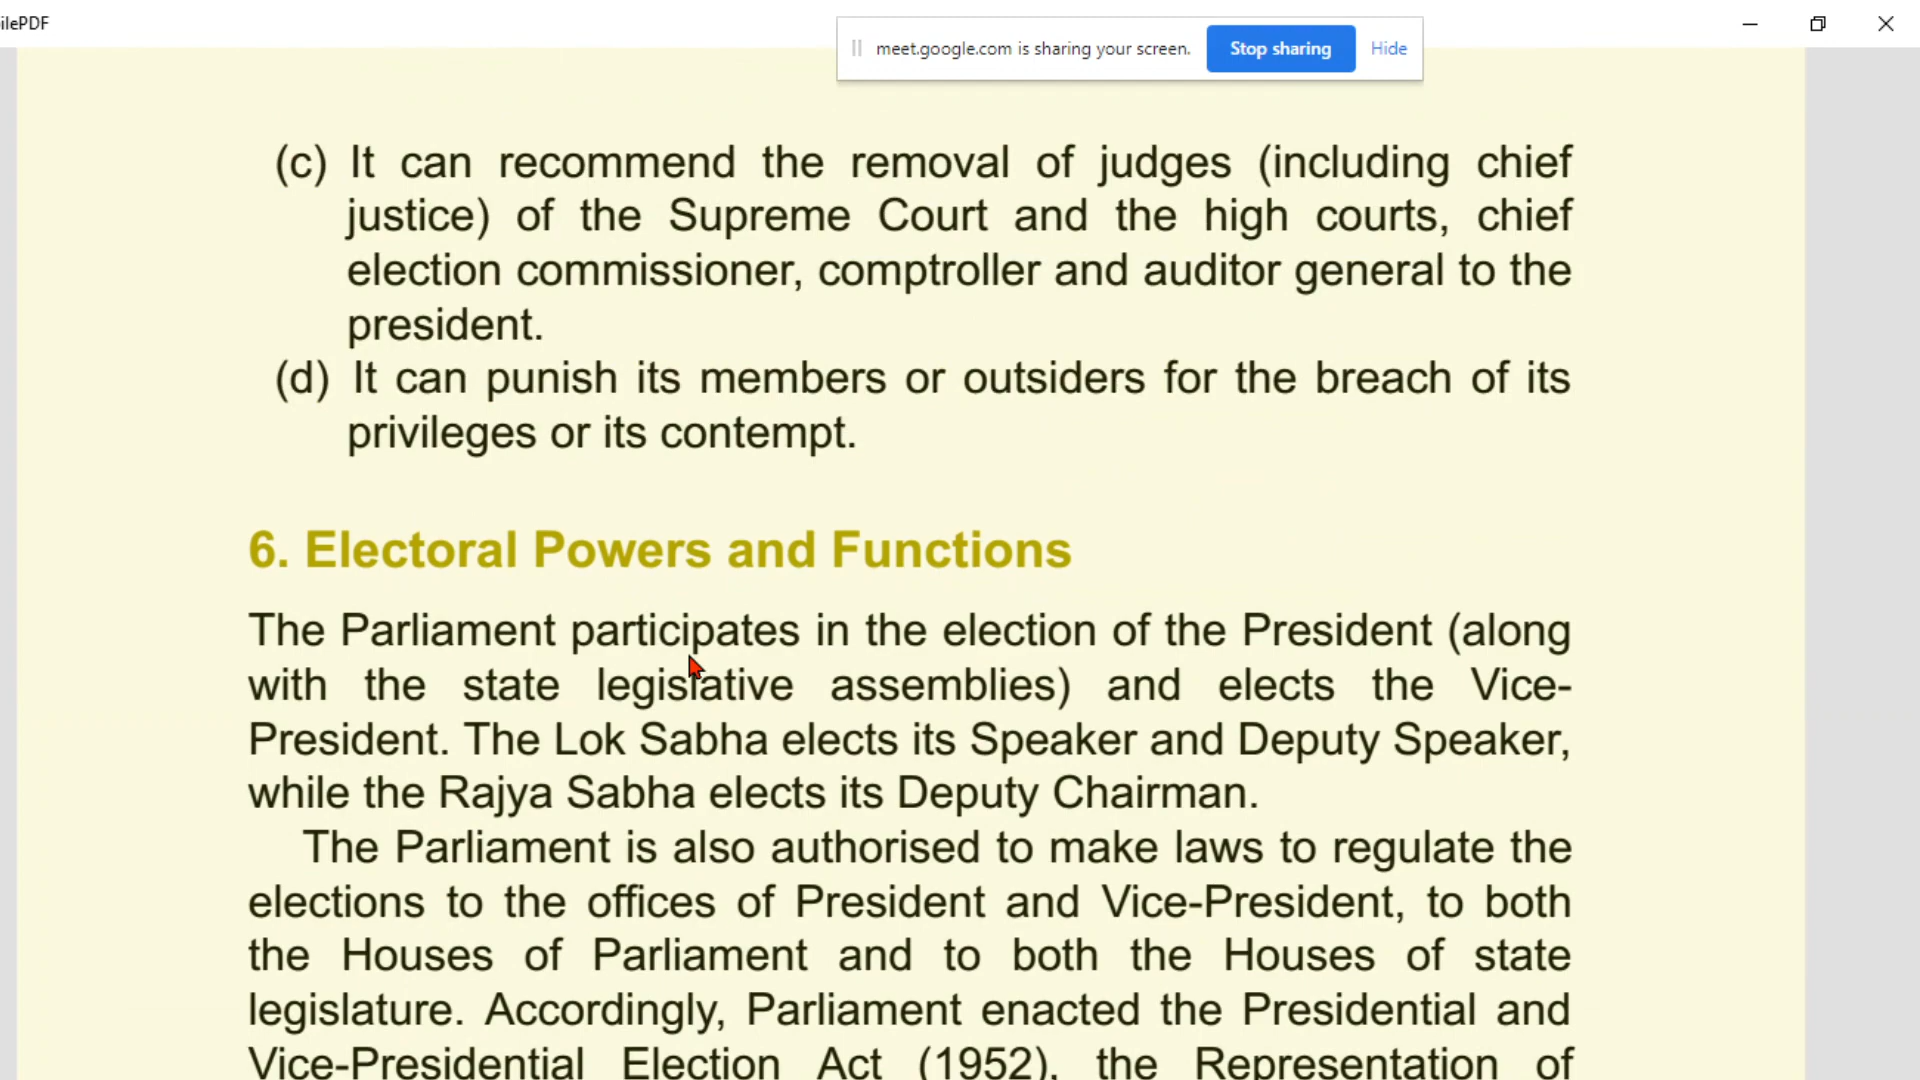 ilePDF
meet.google.com is sharing your screen. Stop sharing Hide
(c) It can recommend the removal of judges (including chief
justice) of the Supreme Court and the high courts, chief
election commissioner, comptroller and auditor general to the
president.
(d) It can punish its members or outsiders for the breach of its
privileges or its contempt.
6. Electoral Powers and Functions
The Parliament participates in the election of the President (along
with the state legislative assemblies) and elects the Vice-
President. The Lok Sabha elects its Speaker and Deputy Speaker,
while the Rajya Sabha elects its Deputy Chairman.
The Parliament is also authorised to make laws to regulate the
elections to the offices of President and Vice-President, to both
the Houses of Parliament and to both the Houses of state
legislature. Accordingly, Parliament enacted the Presidential and
Vice-Presidential Election Act (1952), the Representation of